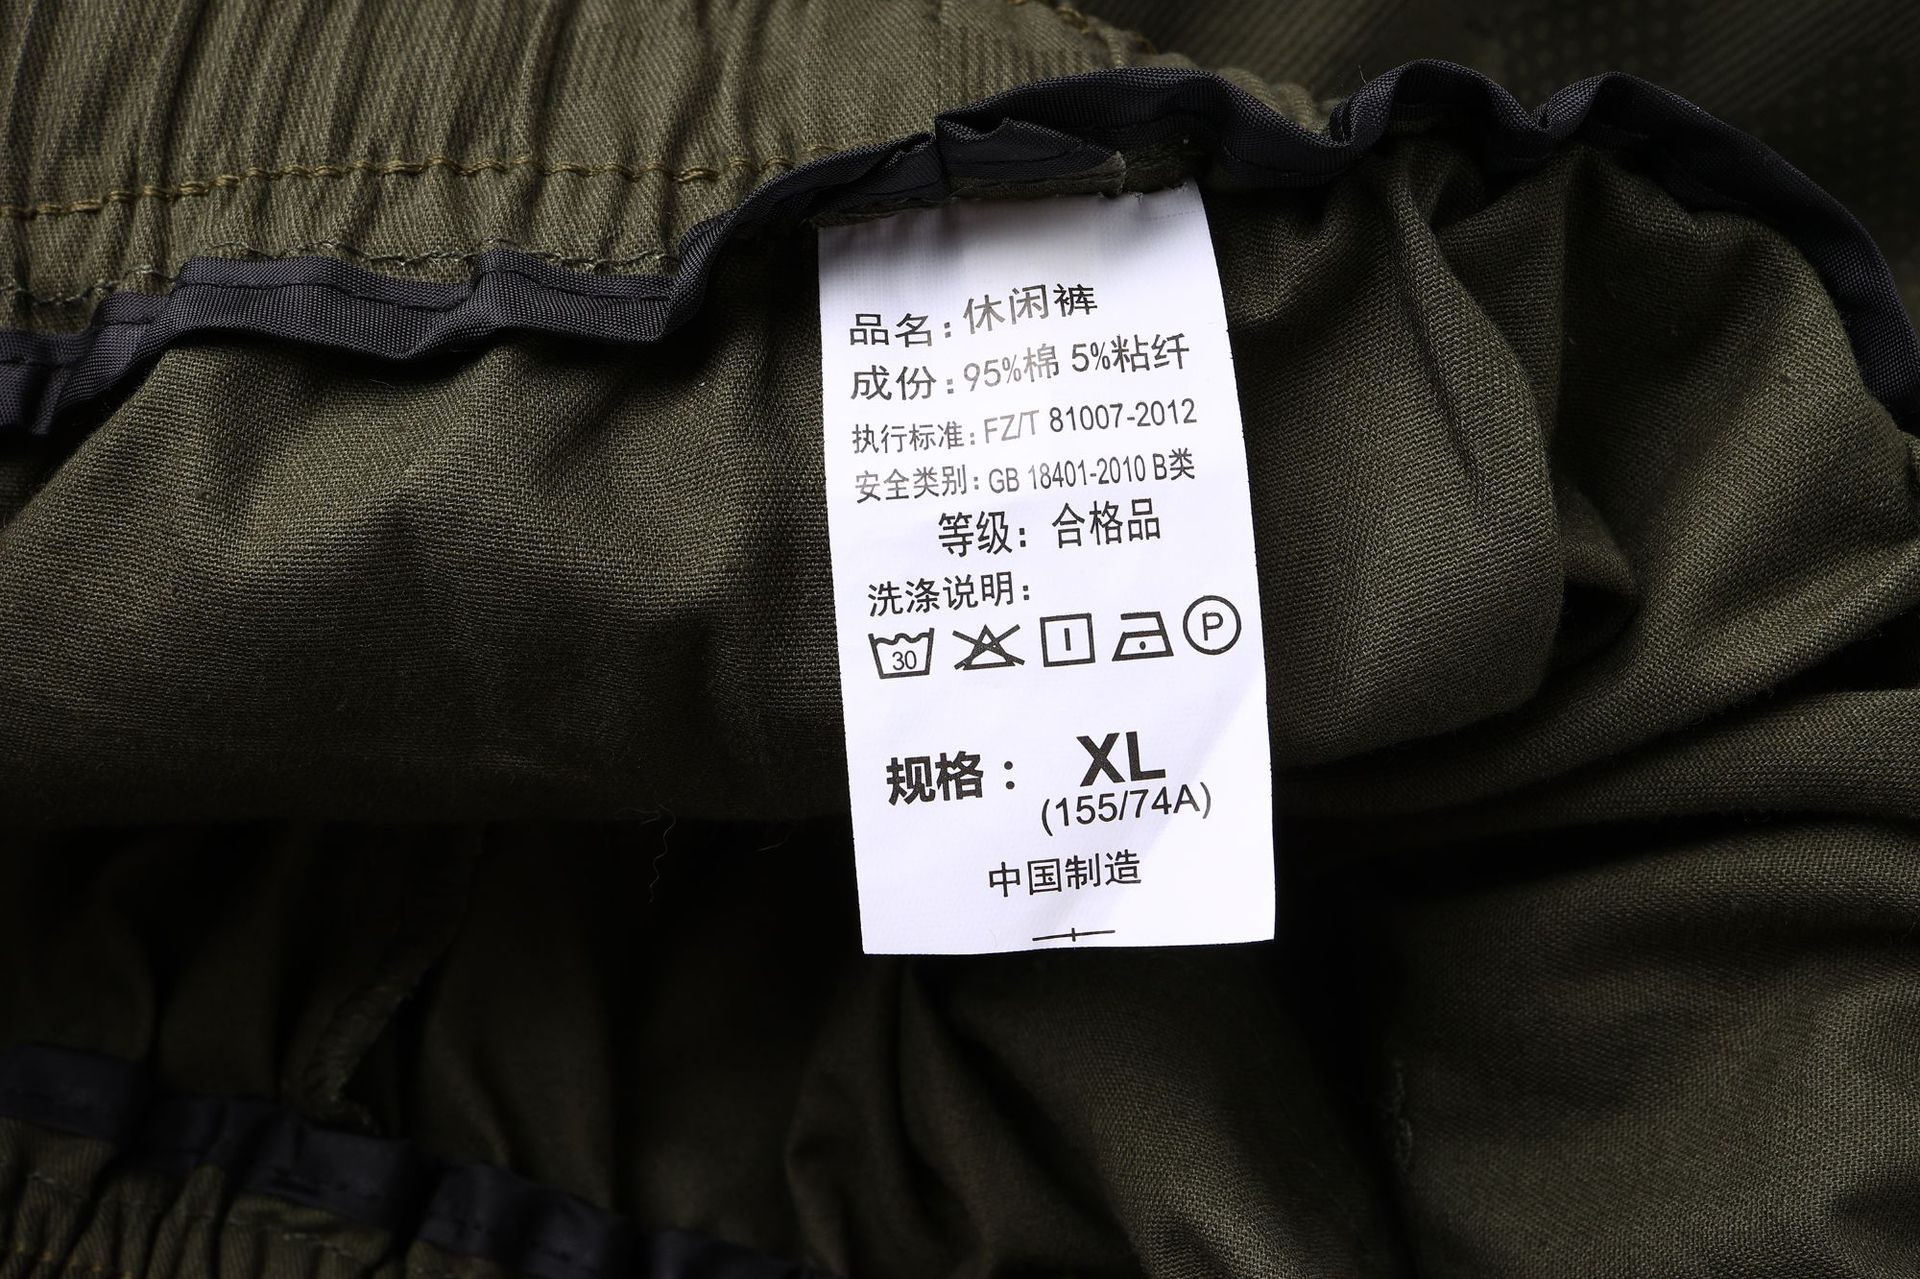 品名:休闲裤
成份:95%棉 5%粘纤
执行标准:FZ/T 81007-2012
安全类别:GB 18401-2010 B类
等级：合格品
洗涤说明：
30 P
规格： XL
(155/74A)
中国制造